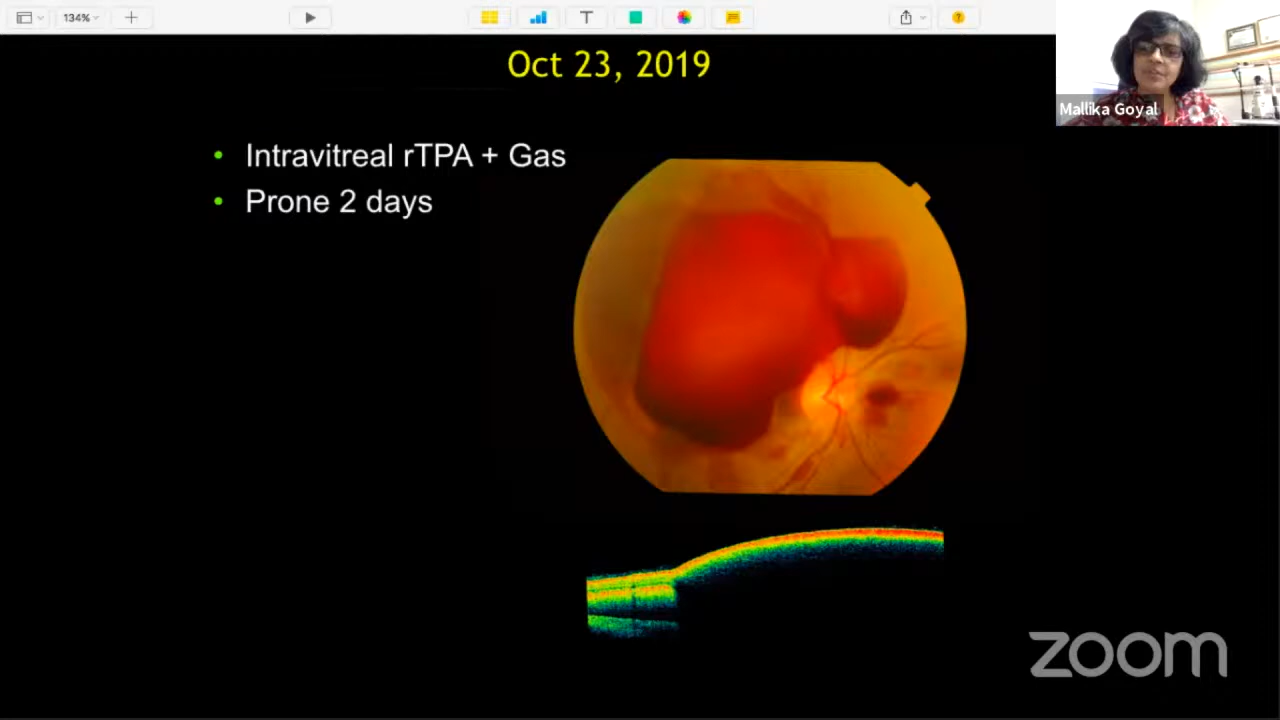 134%
Oct 23, 2019
Mallika Goyal
• Intravitreal rTPA + Gas
• Prone 2 days
zoom